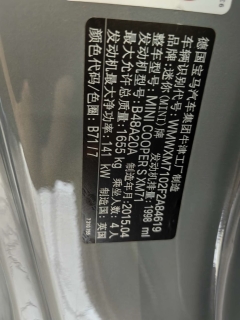 德国宝马汽车集团牛津工厂制造
车辆识别代号: WMWXM7102F2A84619
品牌: 迷你(MINI)牌
整车型号: MINI COOPER S XM71
发动机型号: B48A20A 发动机排量: 1998 ml
最大允许总质量: 1655 kg 制造年月: 2015.04
发动机最大净功率: 141 kW 乘坐人数: 4人
颜色代码/色圈: B71 / 7 制造国: 英国